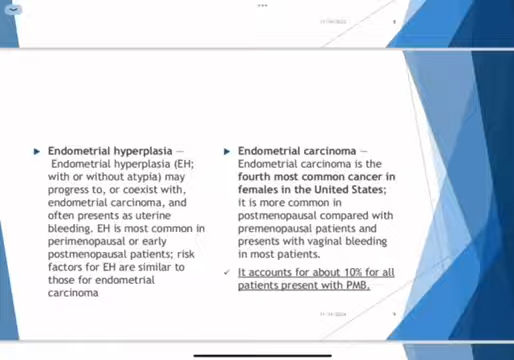 Endometrial hyperplasia —
Endometrial hyperplasia (EH;
with or without atypia) may
progress to, or coexist with,
endometrial carcinoma, and
often presents as uterine
bleeding. EH is most common in
perimenopausal or early
postmenopausal patients; risk
factors for EH are similar to
those for endometrial
carcinoma
Endometrial carcinoma —
Endometrial carcinoma is the
fourth most common cancer in
females in the United States;
it is more common in
postmenopausal compared with
premenopausal patients and
presents with vaginal bleeding
in most patients.
It accounts for about 10% for all
patients present with PMB.